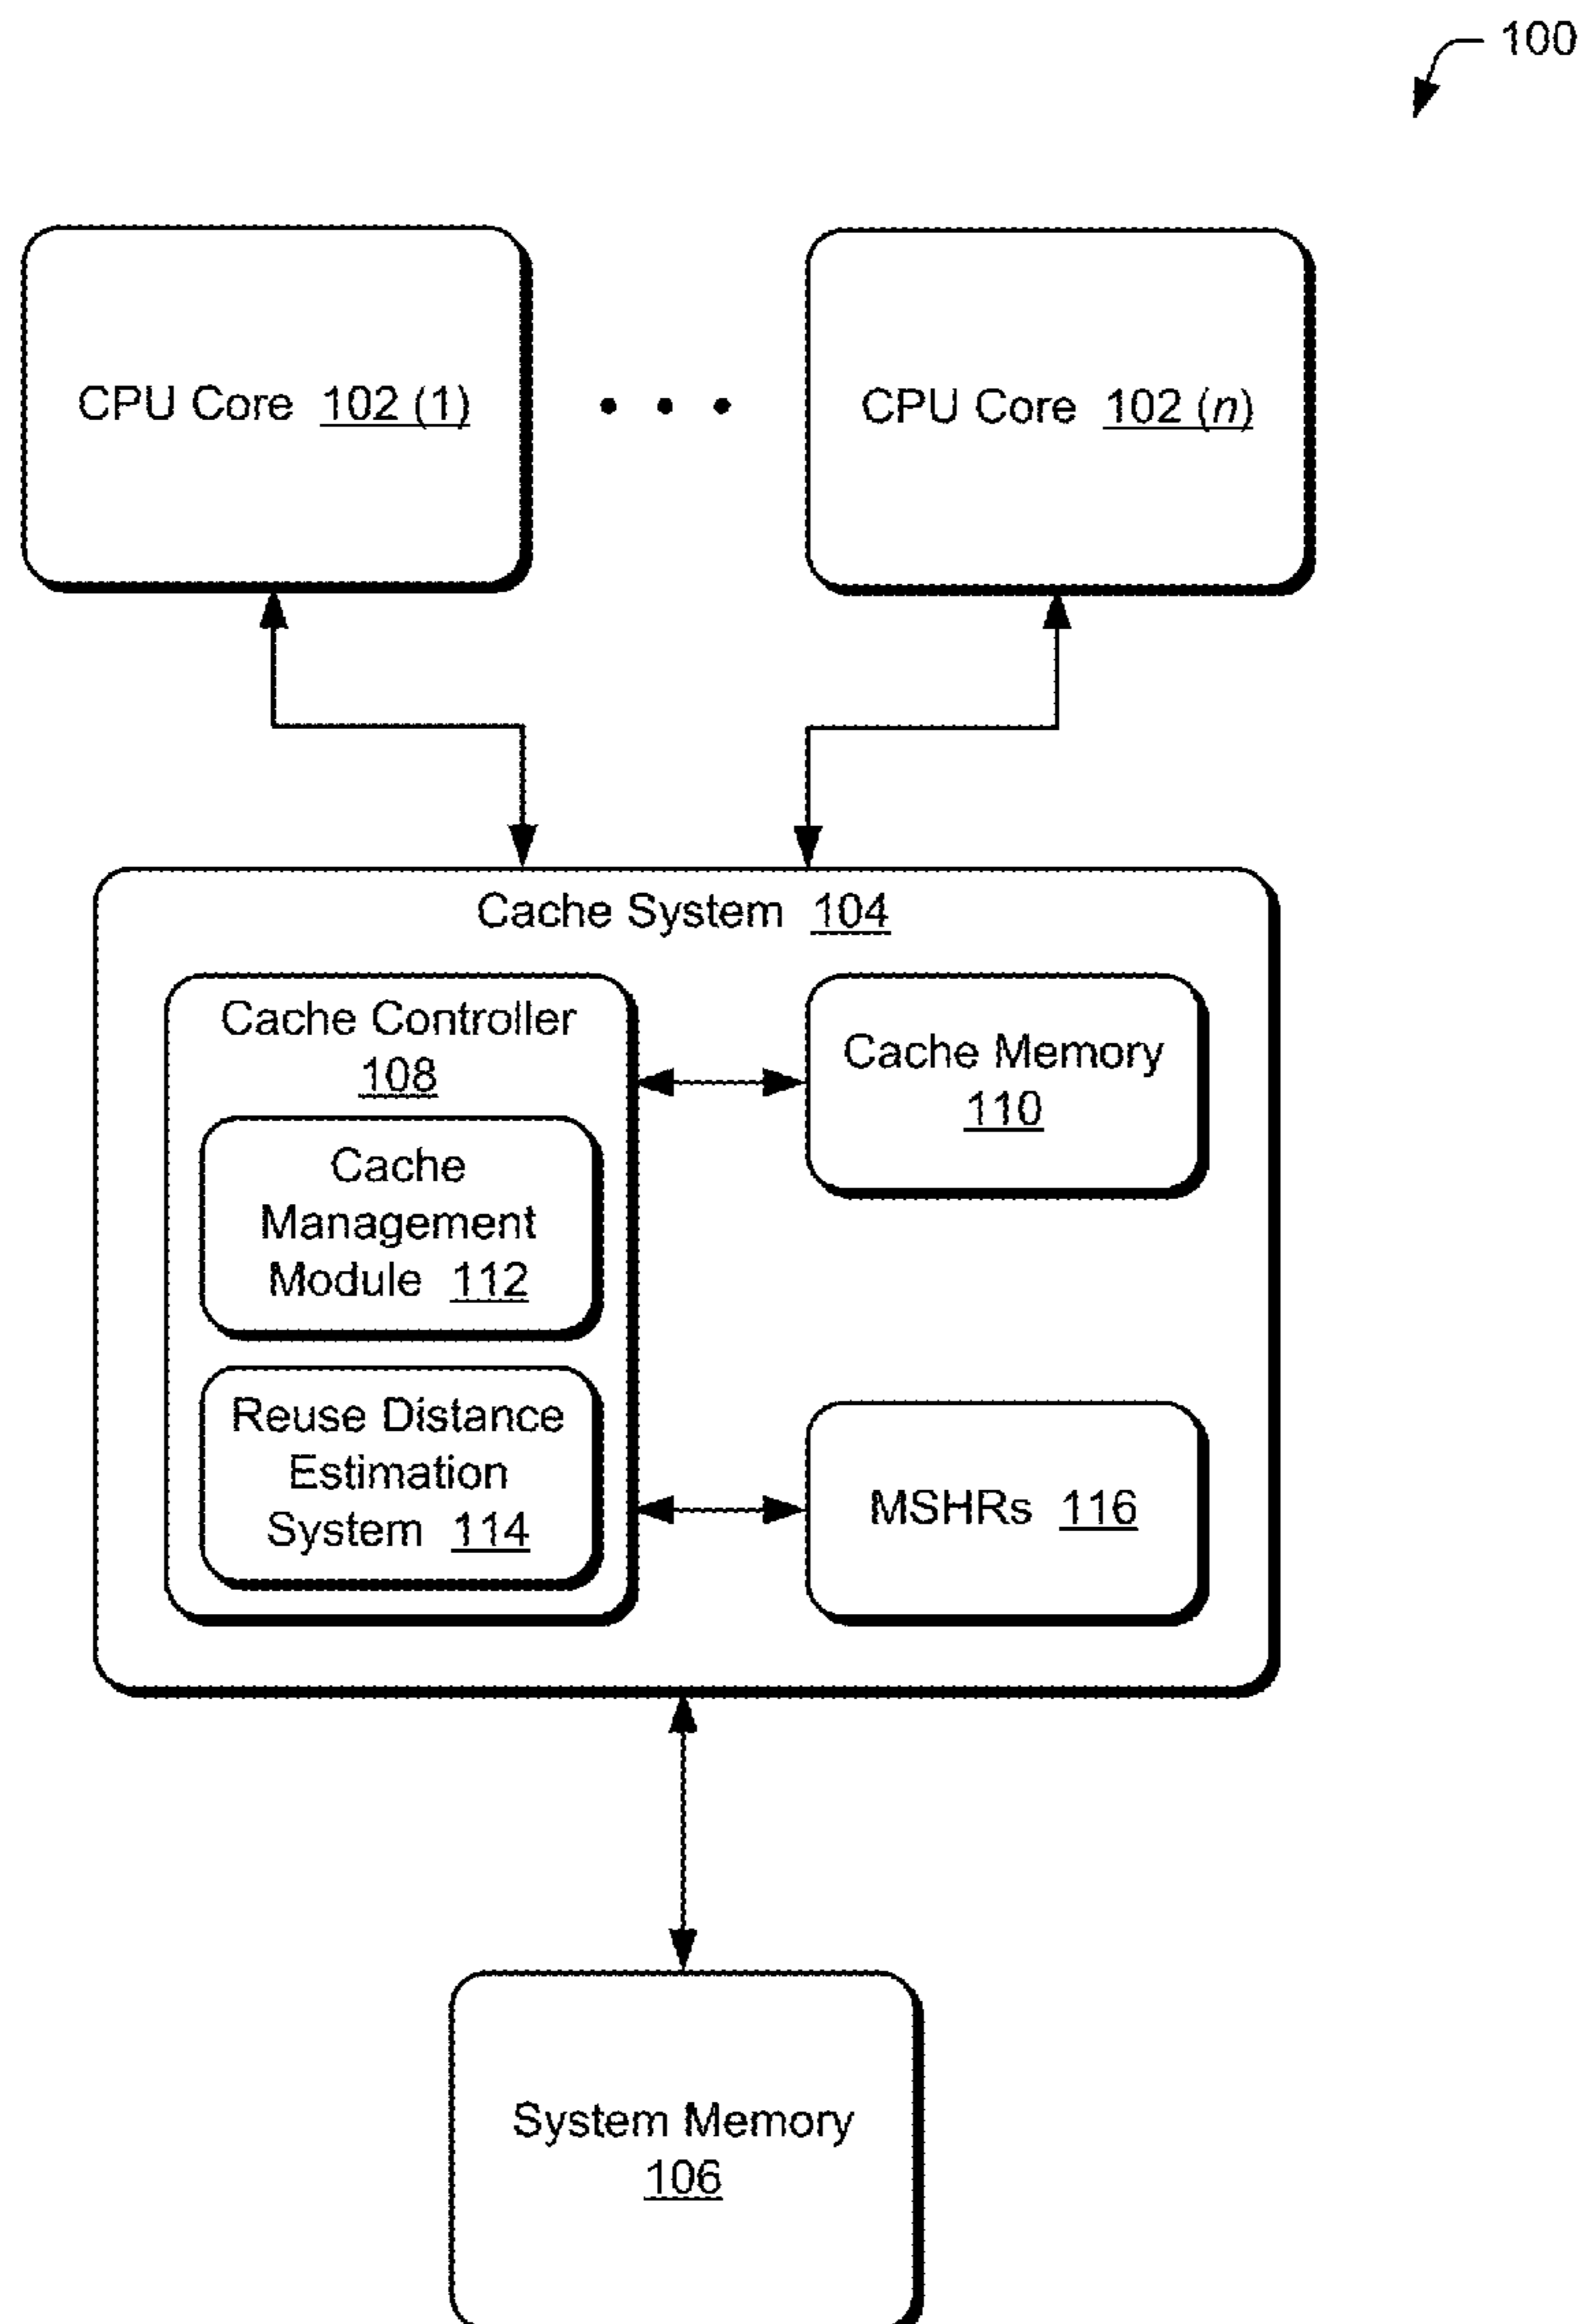 100
CPU Core 102 (1)
• • •
CPU Core 102 (n)
Cache System 104
Cache Controller
108
Cache Memory
110
Cache
Management
Module 112
Reuse Distance
Estimation
System 114
MSHRs 116
System Memory
106